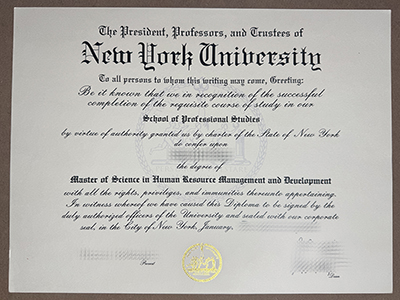 The President, Professors, and Trustees of
New York University
To all persons to whom this writing may come, Greeting:
Be it known that we in recognition of the successful
completion of the requisite course of study in our
School of Professional Studies
by virtue of authority granted us by charter of the State of New York
do confer upon
the degree of
Master of Science in Human Resource Management and Development
with all the rights, privileges, and immunities thereunto appertaining.
In witness whereof we have caused this Diploma to be signed by the
duly authorized officers of the University and sealed with our corporate
seal, in the City of New York, January,
Dean